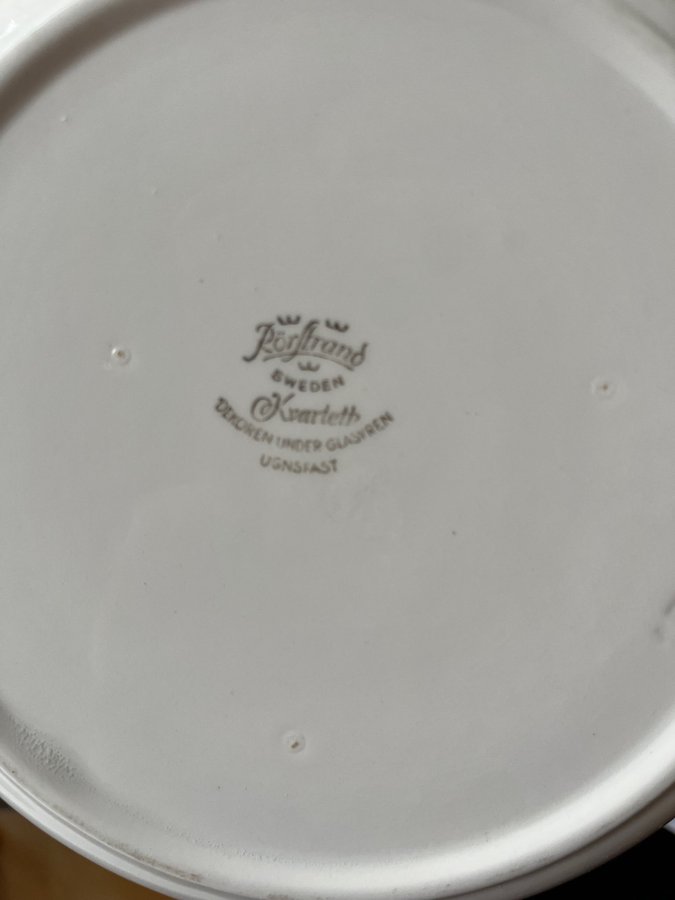 Rörstrand
SWEDEN
Kvartett
DEKOREN UNDER GLASYREN
UGNSFAST